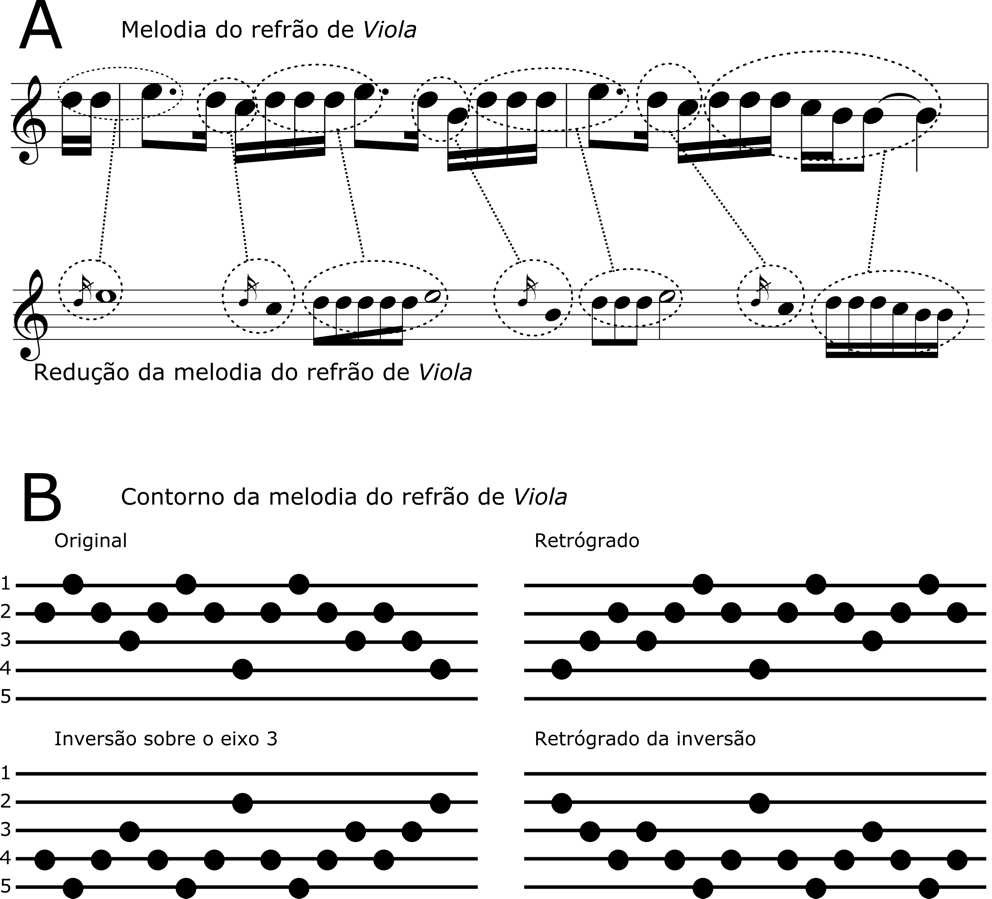 A
Melodia do refrão de Viola
Redução da melodia do refrão de Viola
B
Contorno da melodia do refrão de Viola
Original
Retrógrado
1
2
3
4
5
Inversão sobre o eixo 3
Retrógrado da inversão
1
2
3
4
5